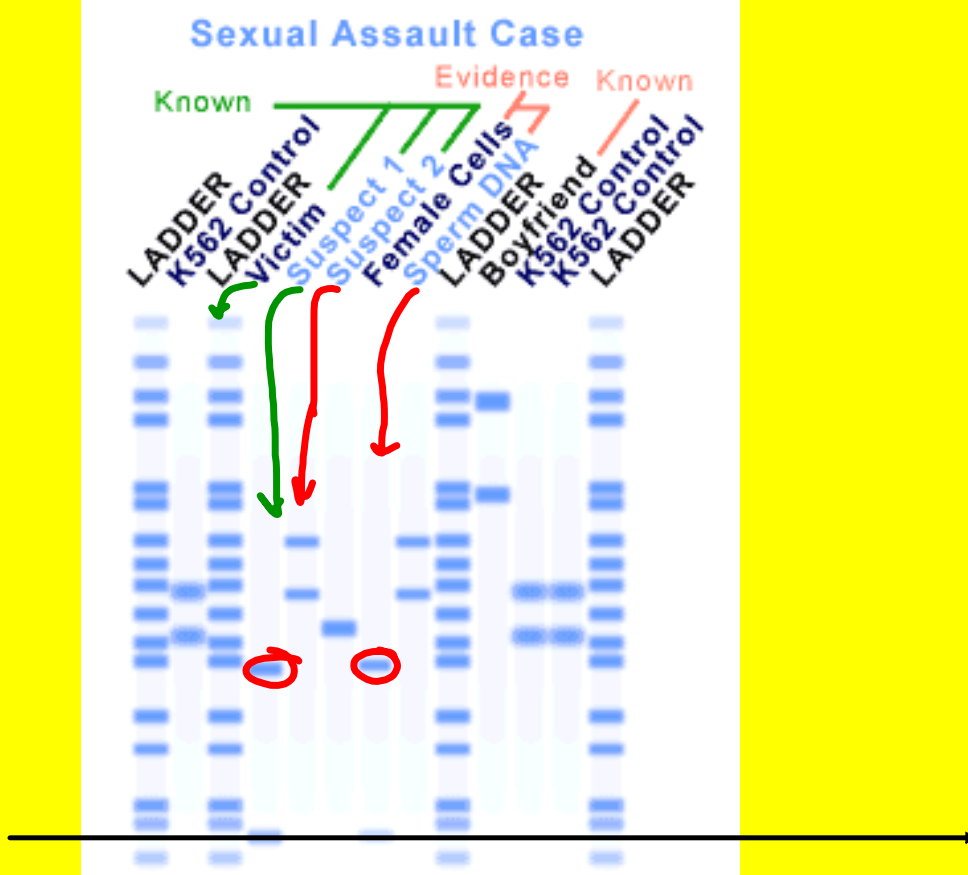 Sexual Assault Case
Evidence
Known
Known
LADDER
K562 Control
LADDER
Victim
Suspect 1
Suspect 2
Female Cells
Sperm DNA
LADDER
Boyfriend
K562 Control
K562 Control
LADDER